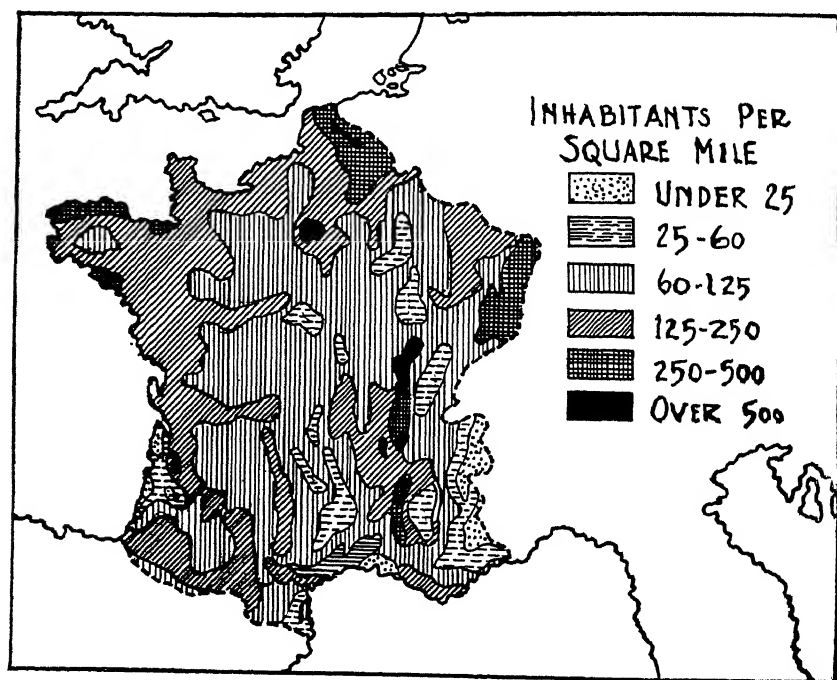 INHABITANTS PER
SQUARE MILE
UNDER 25
25-60
60-125
125-250
250-500
OVER 500